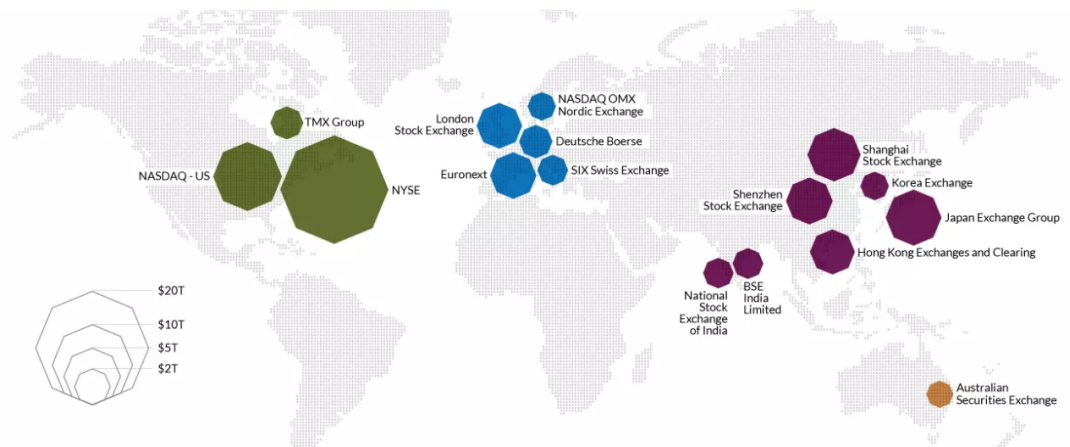 TMX Group
NASDAQ - US
NYSE
London
Stock Exchange
NASDAQ OMX
Nordic Exchange
Deutsche Boerse
Euronext
SIX Swiss Exchange
Shanghai
Stock Exchange
Korea Exchange
Shenzhen
Stock Exchange
Japan Exchange Group
Hong Kong Exchanges and Clearing
National
Stock
Exchange
of India
BSE
India
Limited
Australian
Securities Exchange
$20T
$10T
$5T
$2T